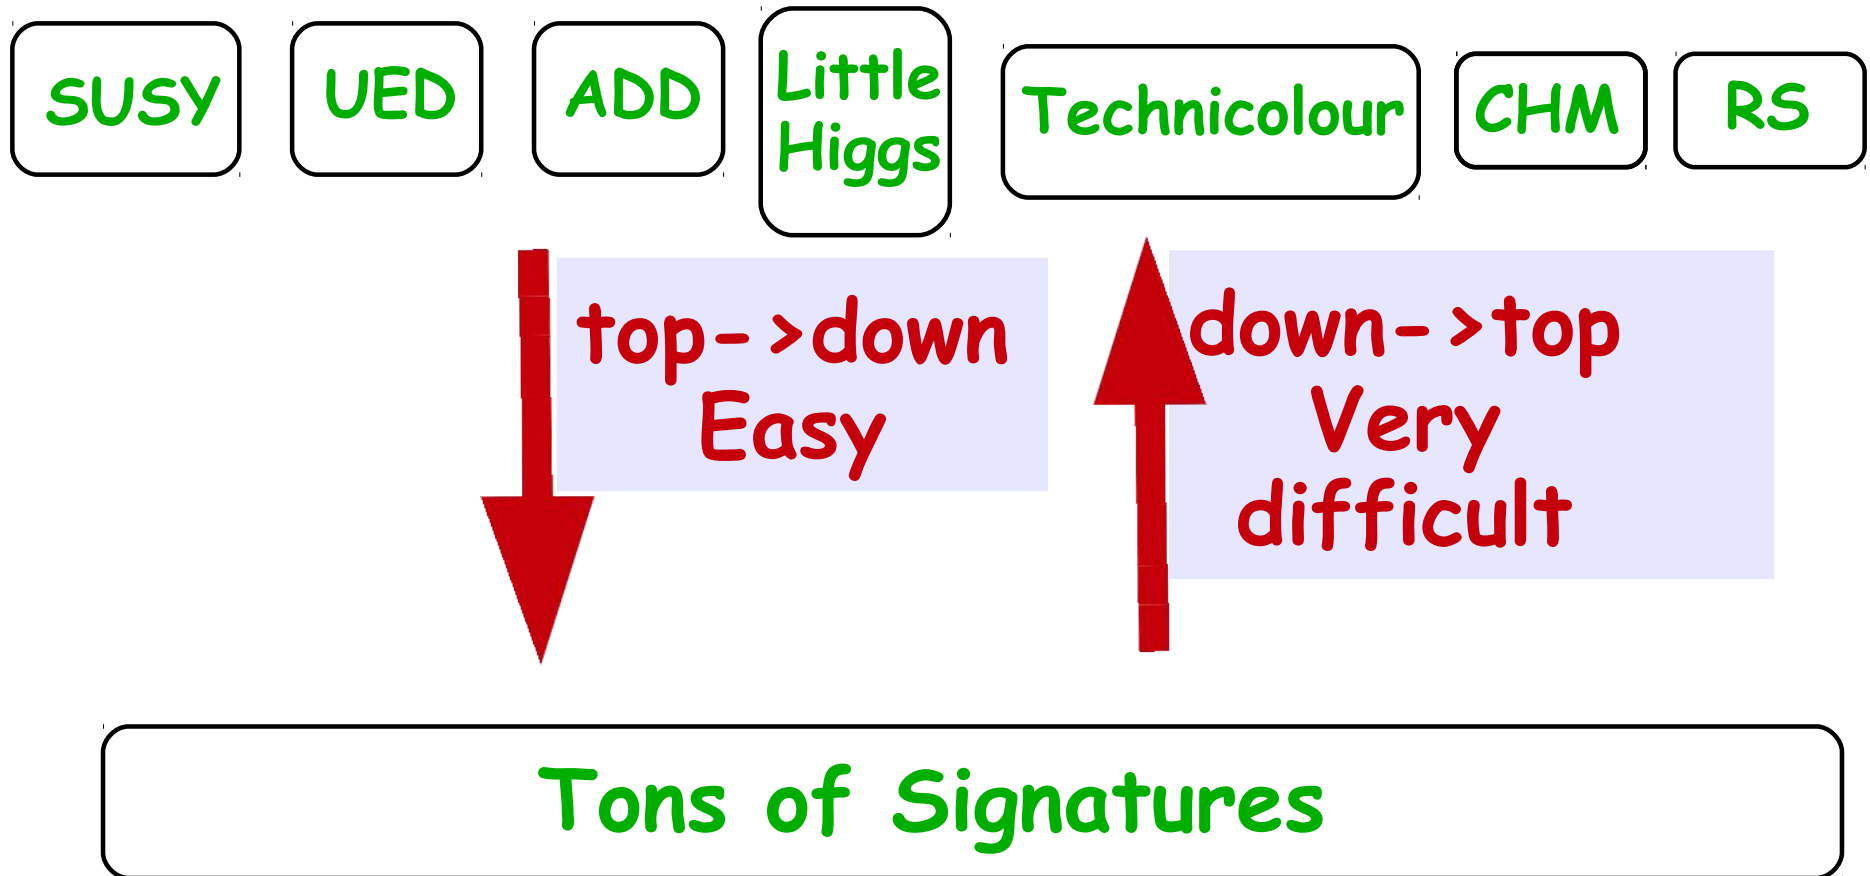 SUSY
UED
ADD
Little
Higgs
Technicolour
CHM
RS
top->down
Easy
down->top
Very
difficult
Tons of Signatures